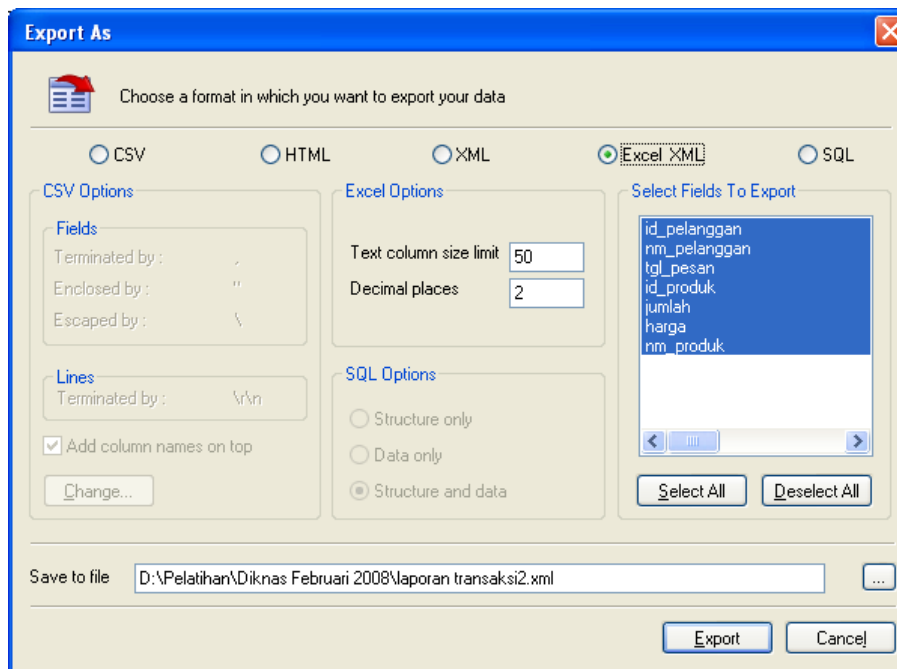 Export As
Choose a format in which you want to export your data
CSV HTML XML Excel XML SQL
CSV Options
Fields
Terminated by : ,
Enclosed by : "
Escaped by : \
Lines
Terminated by : \r\n
Add column names on top
Change...
Excel Options
Text column size limit 50
Decimal places 2
SQL Options
Structure only
Data only
Structure and data
Select Fields To Export
id_pelanggan
nm_pelanggan
tgl_pesan
id_produk
jumlah
harga
nm_produk
Select All Deselect All
Save to file D:\Pelatihan\Diknas Februari 2008\laporan transaksi2.xml ...
Export Cancel